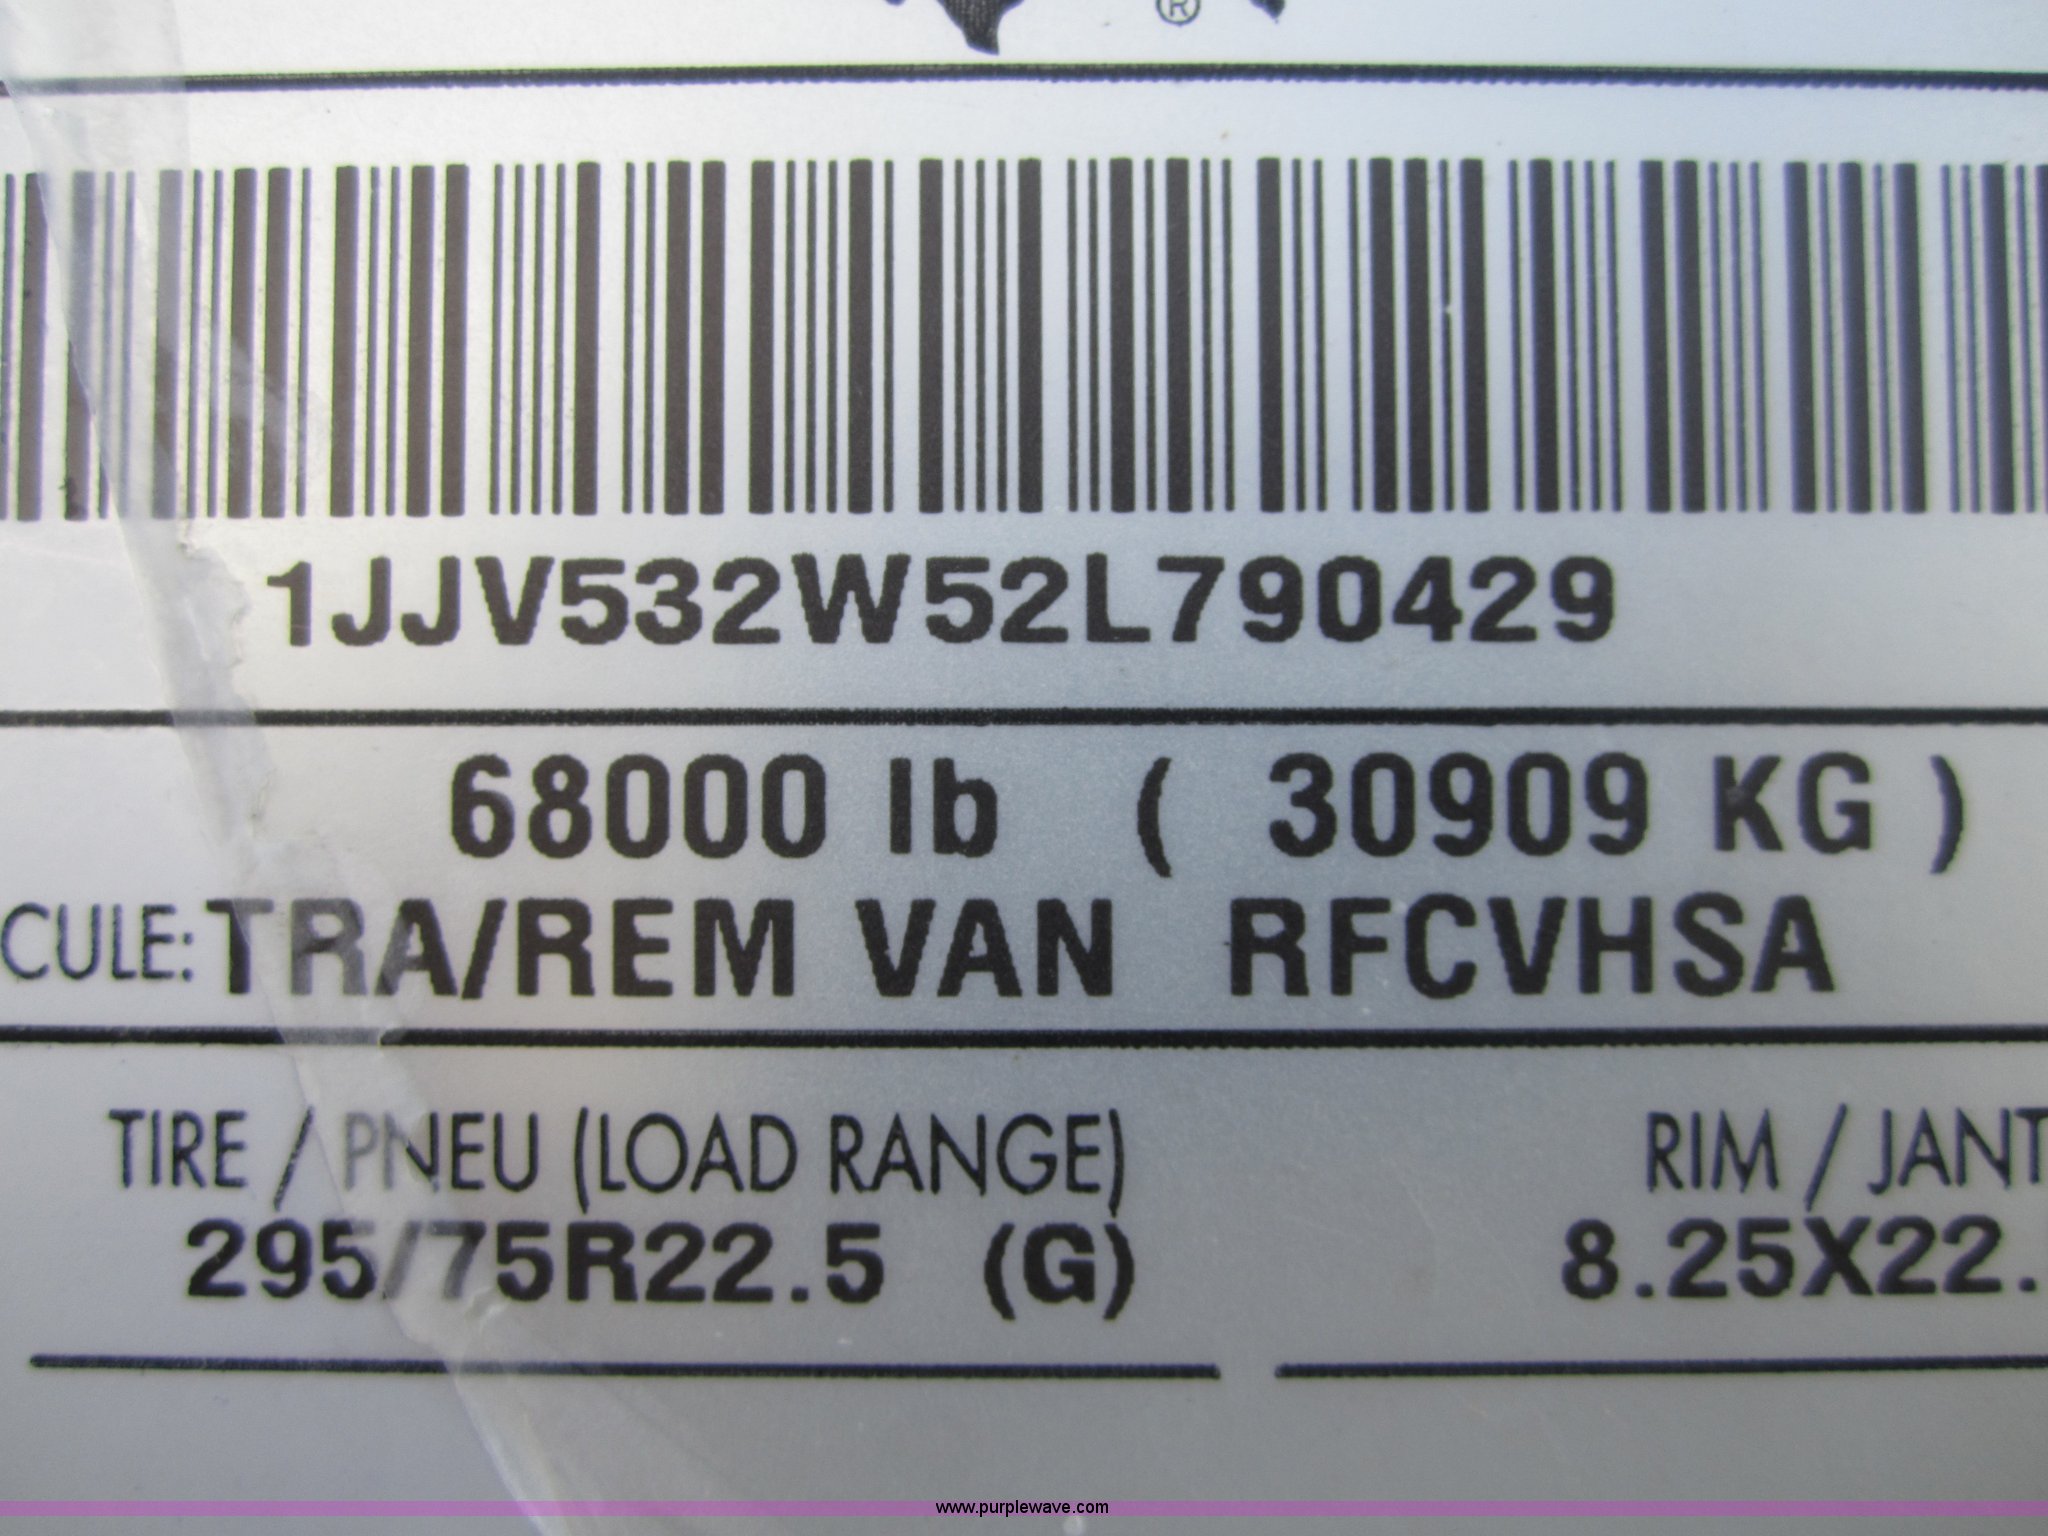 ®
1JJV532W52L790429
68000 lb ( 30909 KG )
CULE: TRA/REM VAN RFCVHSA
TIRE / PNEU (LOAD RANGE) RIM / JANT
295/75R22.5 (G) 8.25X22.
www.purplewave.com